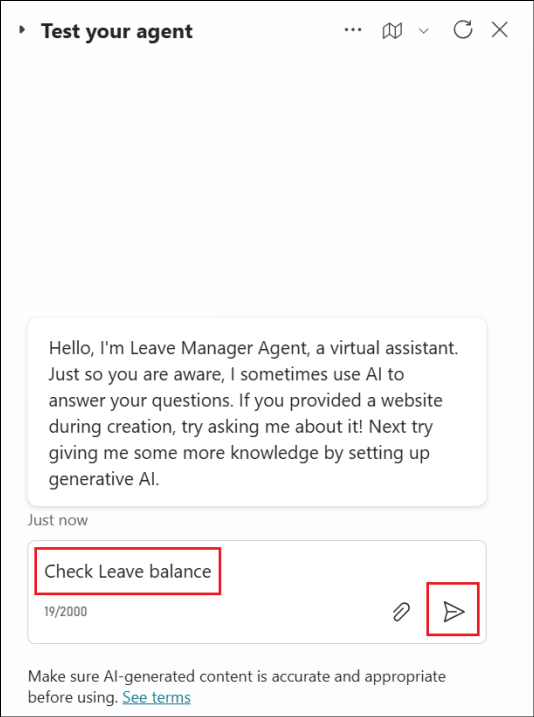 Test your agent
Hello, I'm Leave Manager Agent, a virtual assistant.
Just so you are aware, I sometimes use AI to
answer your questions. If you provided a website
during creation, try asking me about it! Next try
giving me some more knowledge by setting up
generative AI.
Just now
Check Leave balance
19/2000
Make sure AI-generated content is accurate and appropriate
before using. See terms